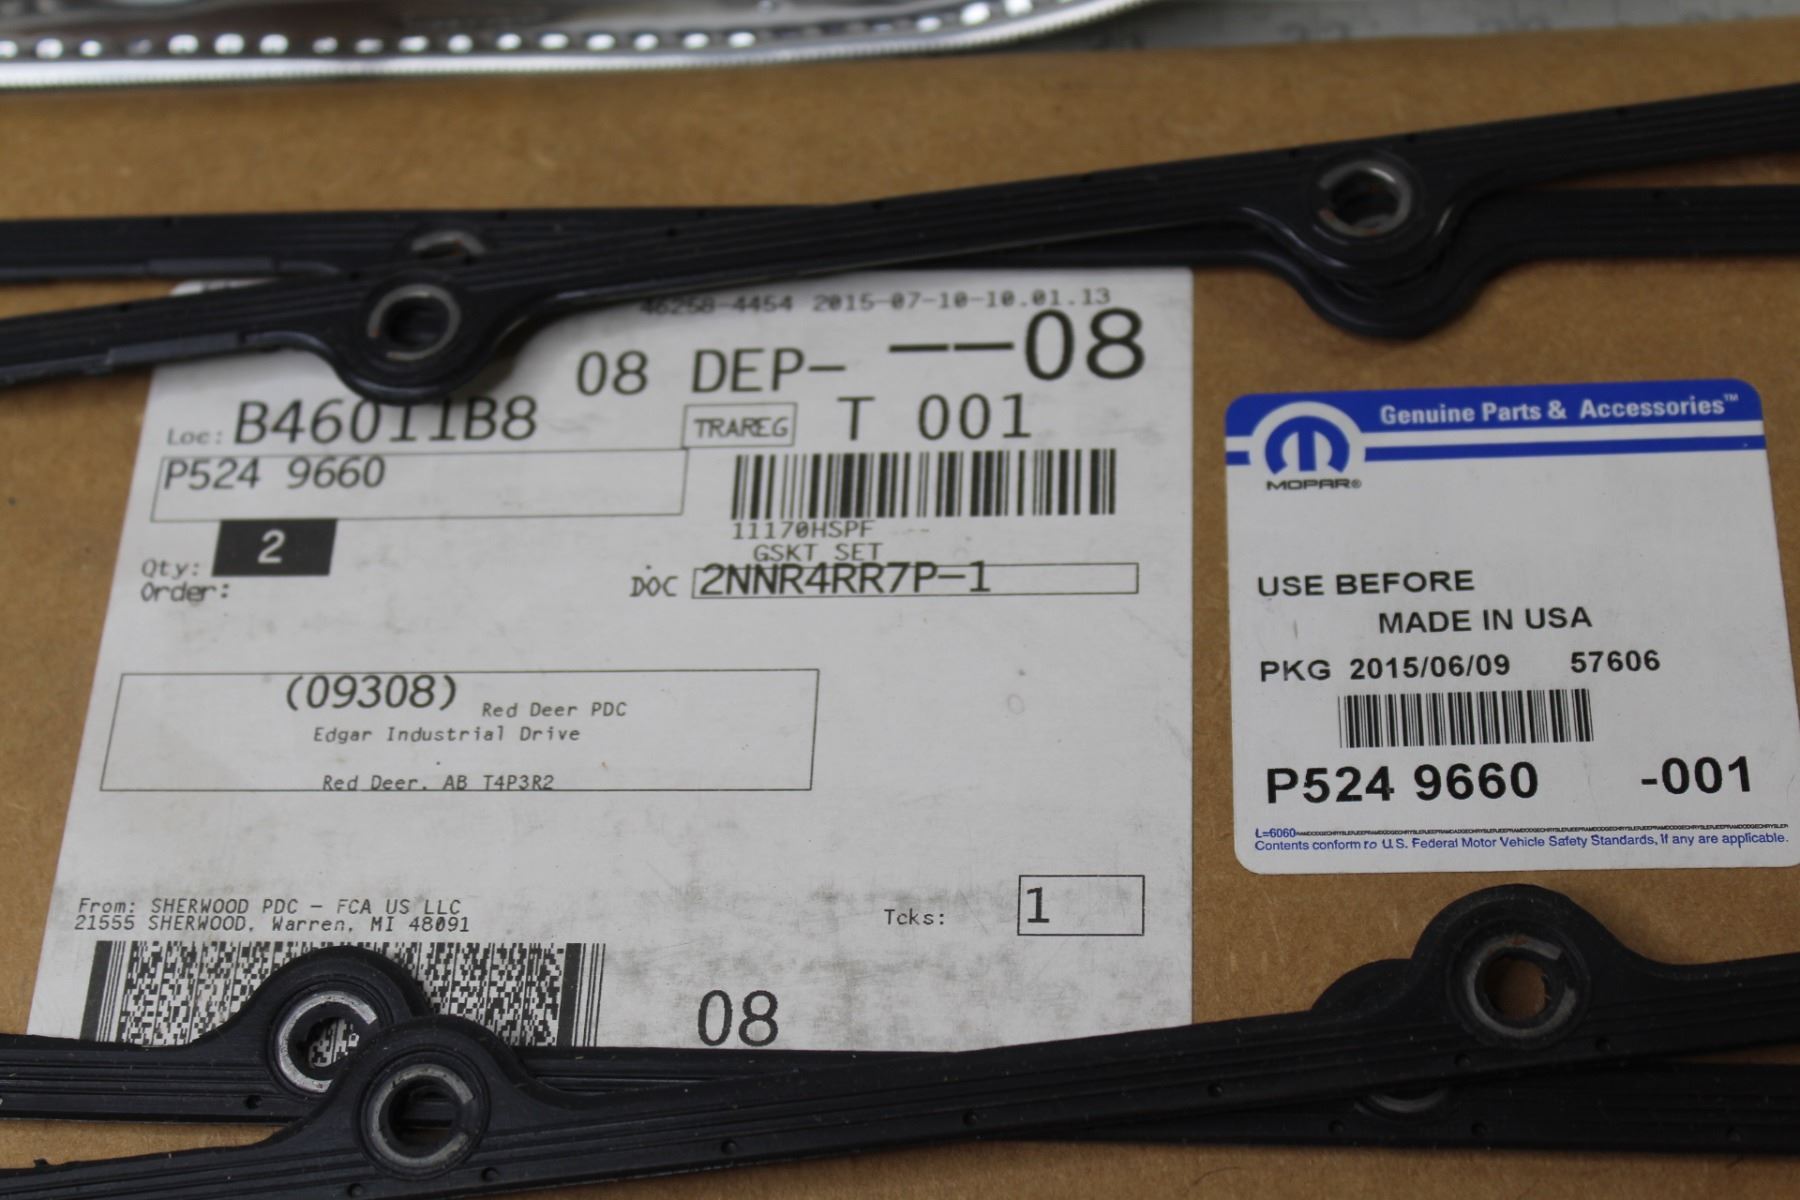 46258-4454 2015-07-10-10.01.13
08 DEP- --08
Loc: B46011B8 TRAREG T 001
P524 9660
11170HSPF
GSKT SET
Qty: 2
Order:
DOC 2NNR4RR7P-1
(09308) Red Deer PDC
Edgar Industrial Drive
Red Deer, AB T4P3R2
From: SHERWOOD PDC - FCA US LLC
21555 SHERWOOD, Warren, MI 48091
Tcks: 1
08
Genuine Parts & Accessories™
MOPAR®
USE BEFORE
MADE IN USA
PKG 2015/06/09 57606
P524 9660 -001
L=6060
Contents conform to U.S. Federal Motor Vehicle Safety Standards, If any are applicable.